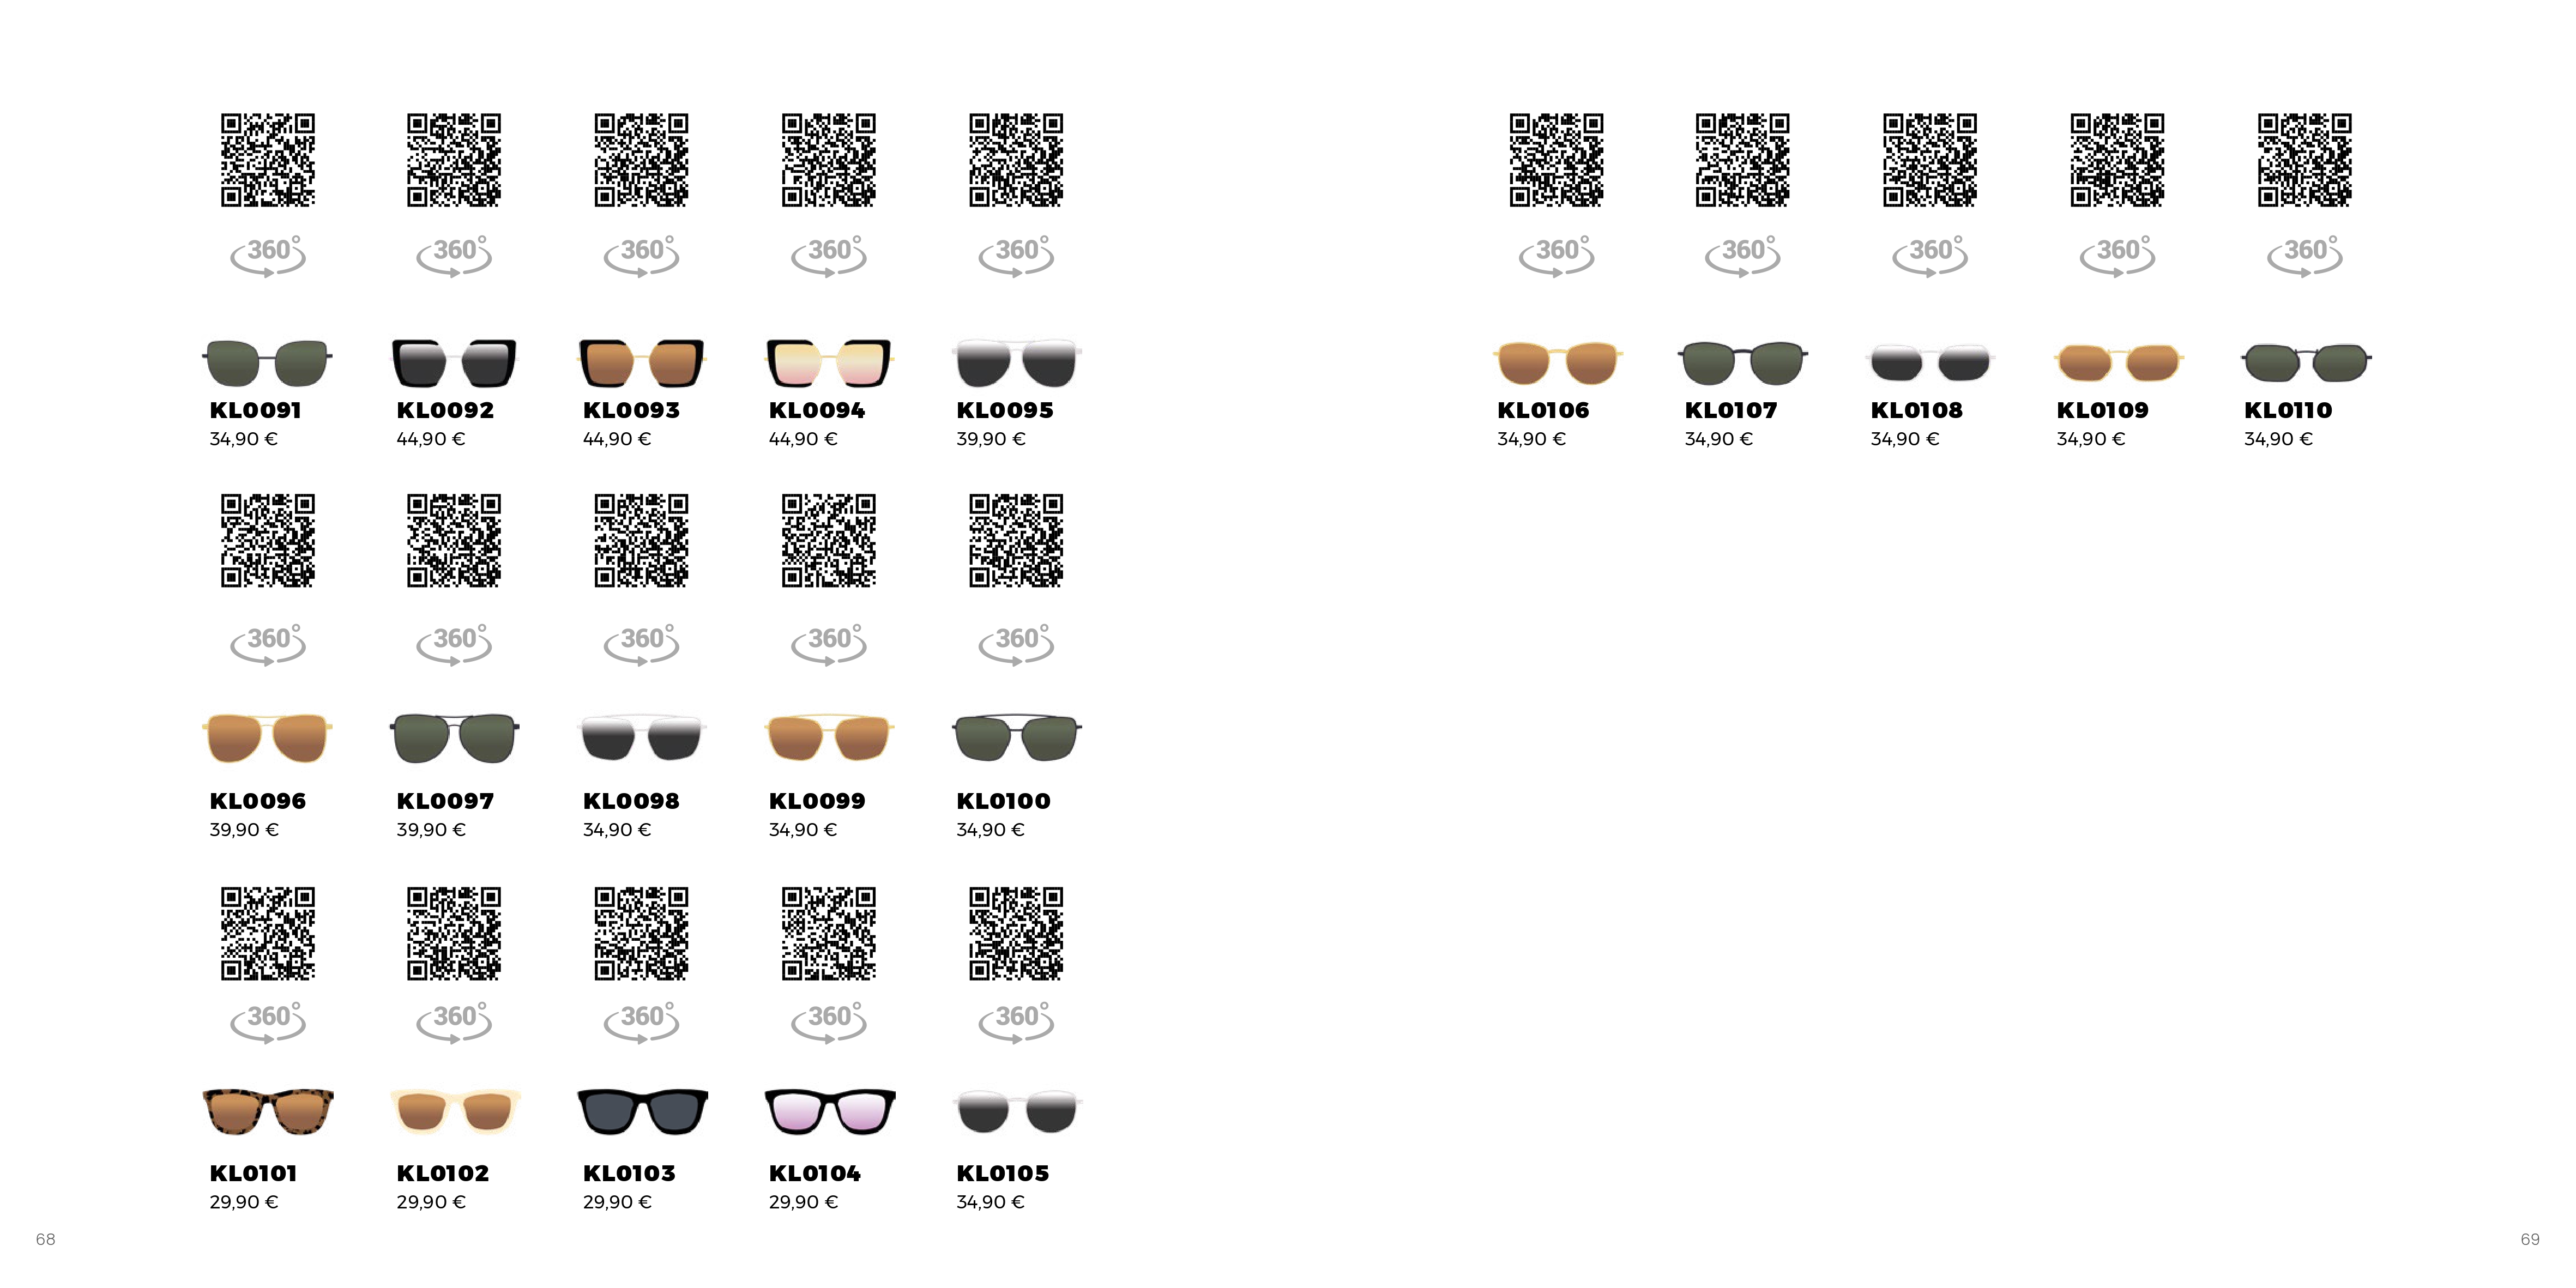 360°
360°
360°
360°
360°
KL0091
KL0092
KL0093
KL0094
KL0095
34,90 €
44,90 €
44,90 €
44,90 €
39,90 €
360°
360°
360°
360°
360°
KL0096
KL0097
KL0098
KL0099
KL0100
39,90 €
39,90 €
34,90 €
34,90 €
34,90 €
360°
360°
360°
360°
360°
KL0101
KL0102
KL0103
KL0104
KL0105
29,90 €
29,90 €
29,90 €
29,90 €
34,90 €
68
360°
360°
360°
360°
360°
KL0106
KL0107
KL0108
KL0109
KL0110
34,90 €
34,90 €
34,90 €
34,90 €
34,90 €
69